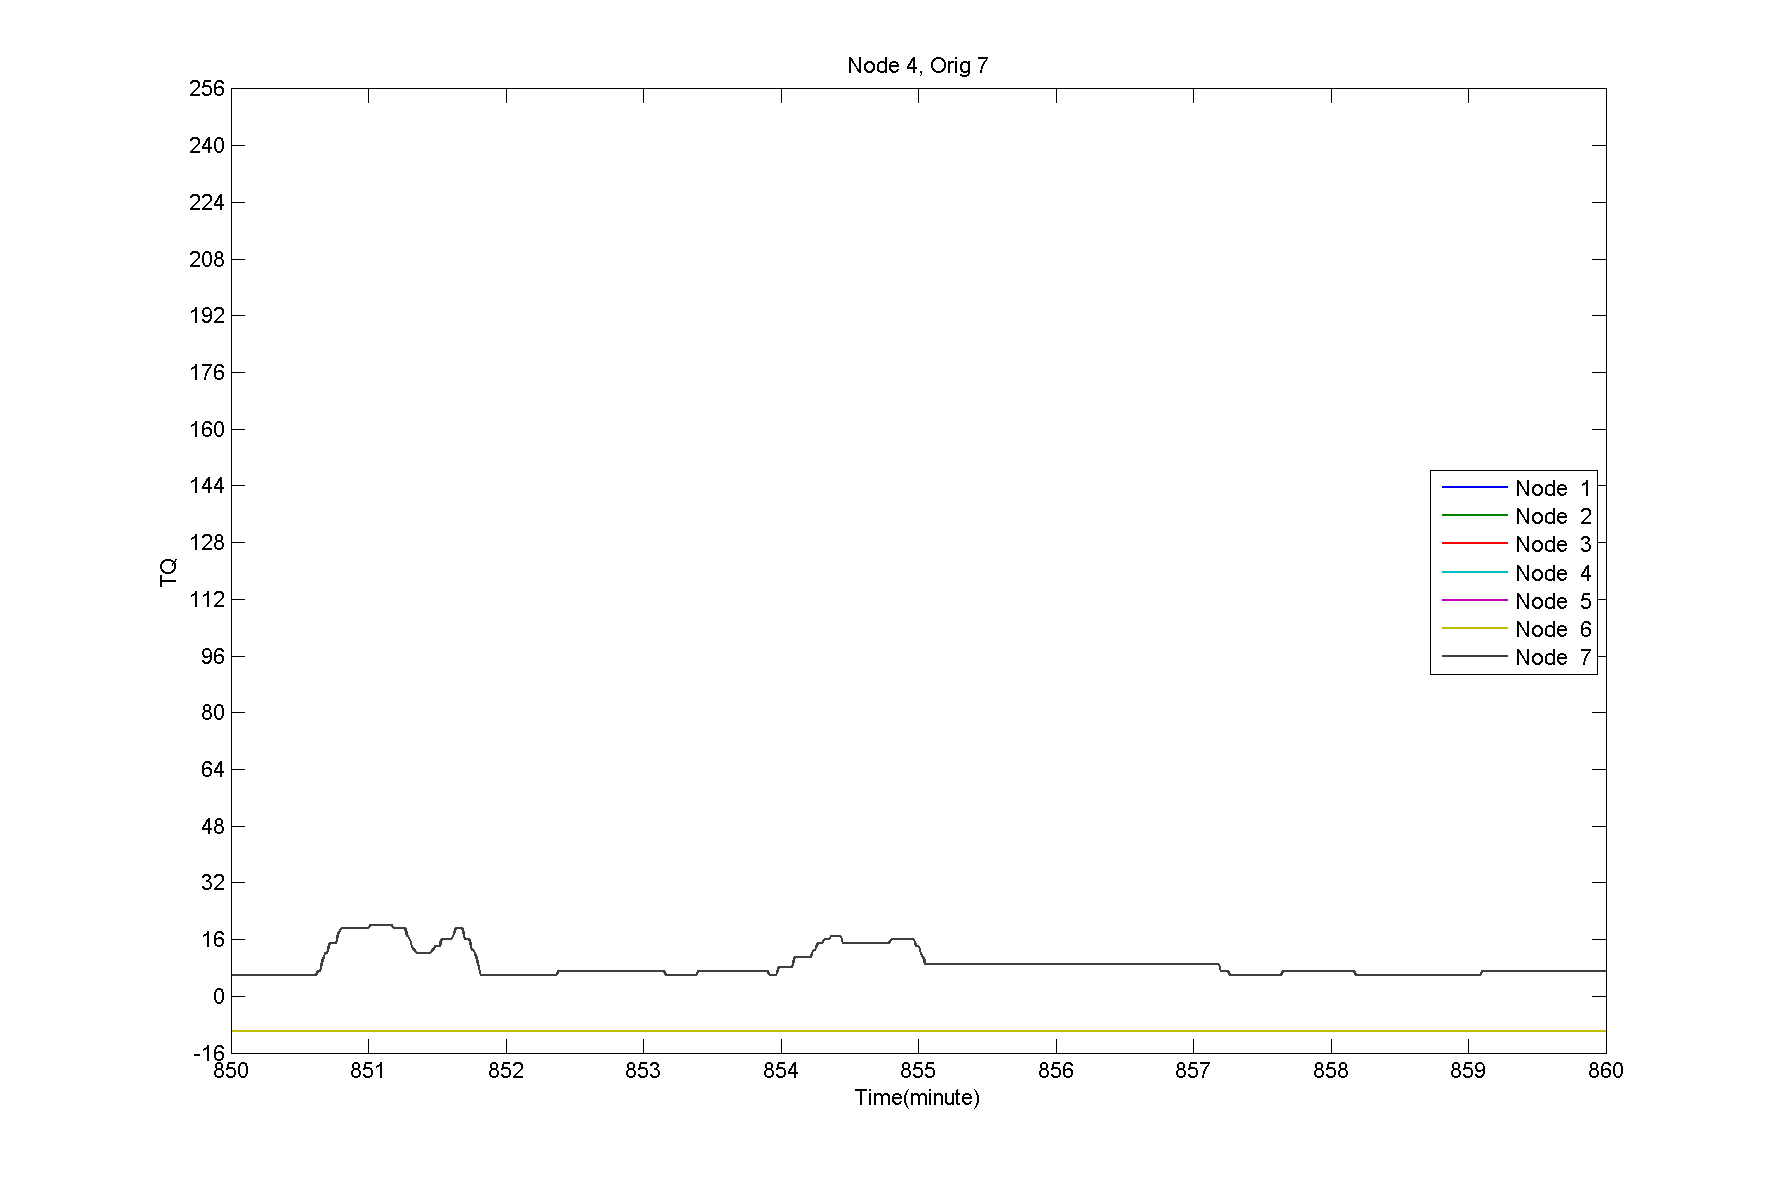 Node 4, Orig 7
256
240
224
208
192
176
160
144
128
112
96
80
64
48
32
16
0
-16
TQ
Node 1
Node 2
Node 3
Node 4
Node 5
Node 6
Node 7
850 851 852 853 854 855 856 857 858 859 860
Time(minute)